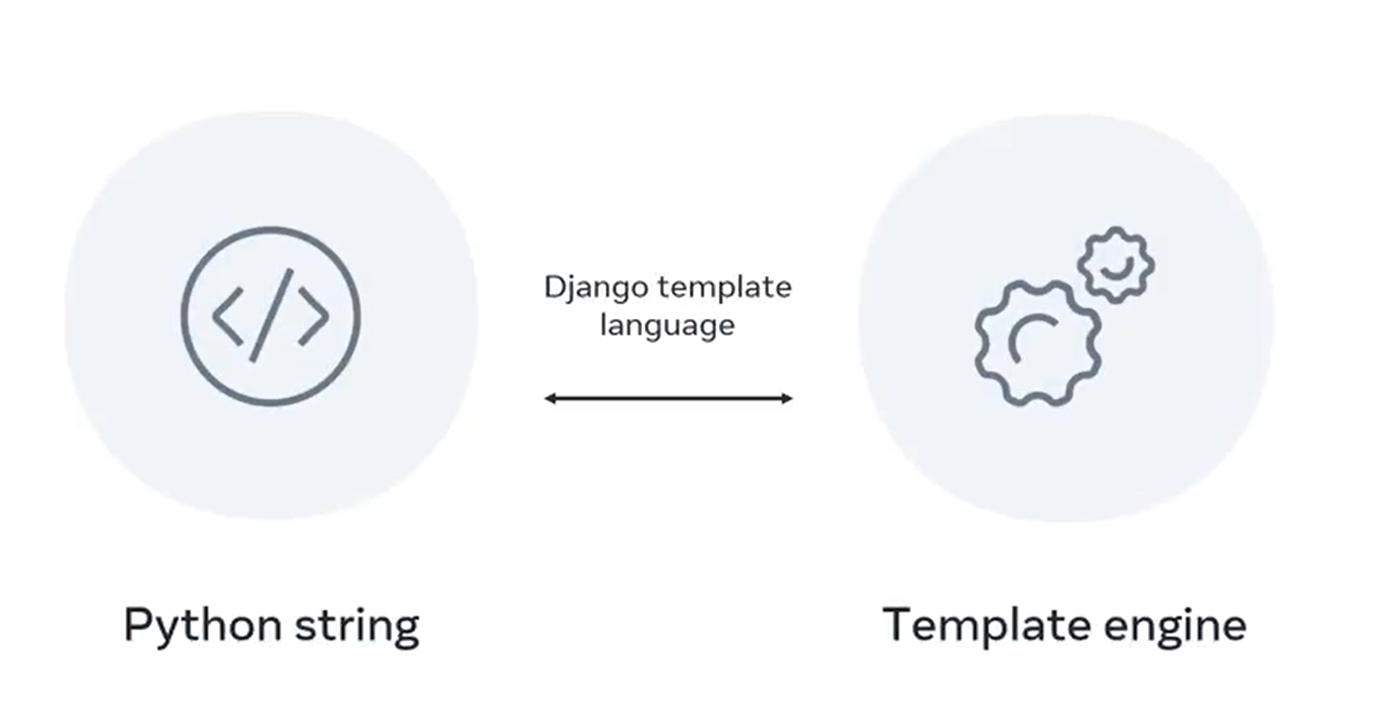 Django template
language
Python string
Template engine